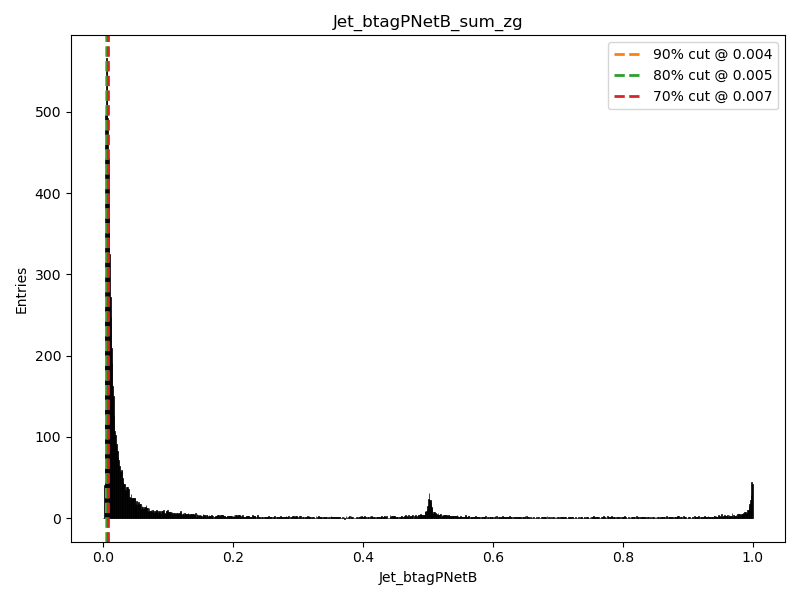 Jet_btagPNetB_sum_zg
90% cut @ 0.004
80% cut @ 0.005
70% cut @ 0.007
Entries
500
400
300
200
100
0
0.0 0.2 0.4 0.6 0.8 1.0
Jet_btagPNetB